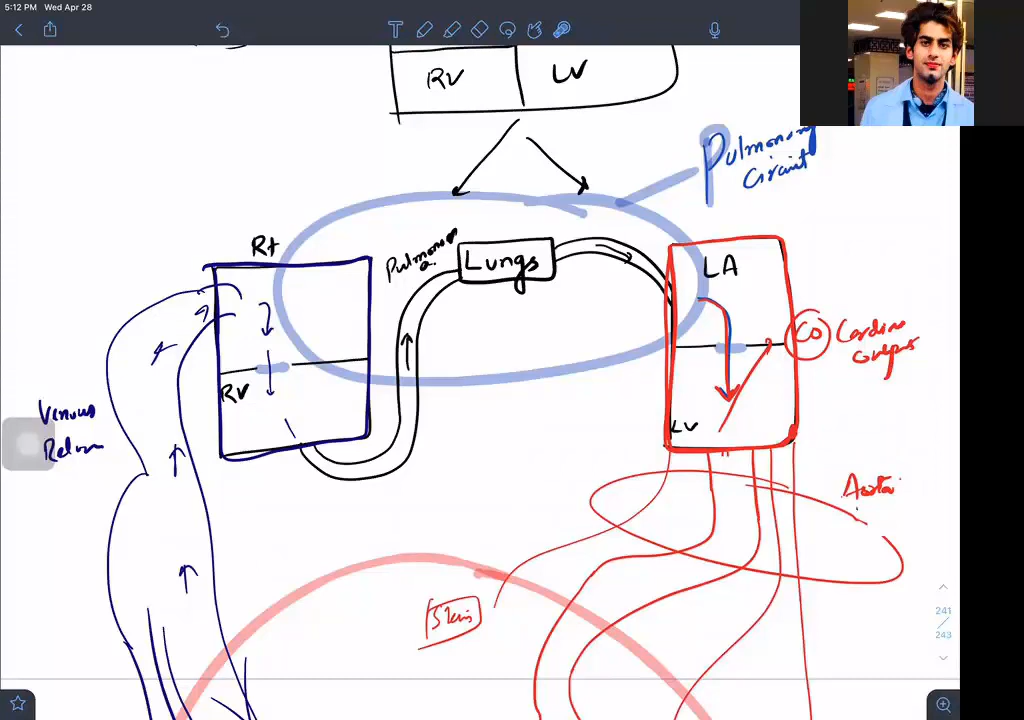 5:12 PM Wed Apr 28
T
RV
LV
Pulmonary
Circuit
Rt
Pulmonary
a.
Lungs
LA
CO
Cardiac
output
RV
LV
Venous
Return
Aorta
Skin
241
/
243